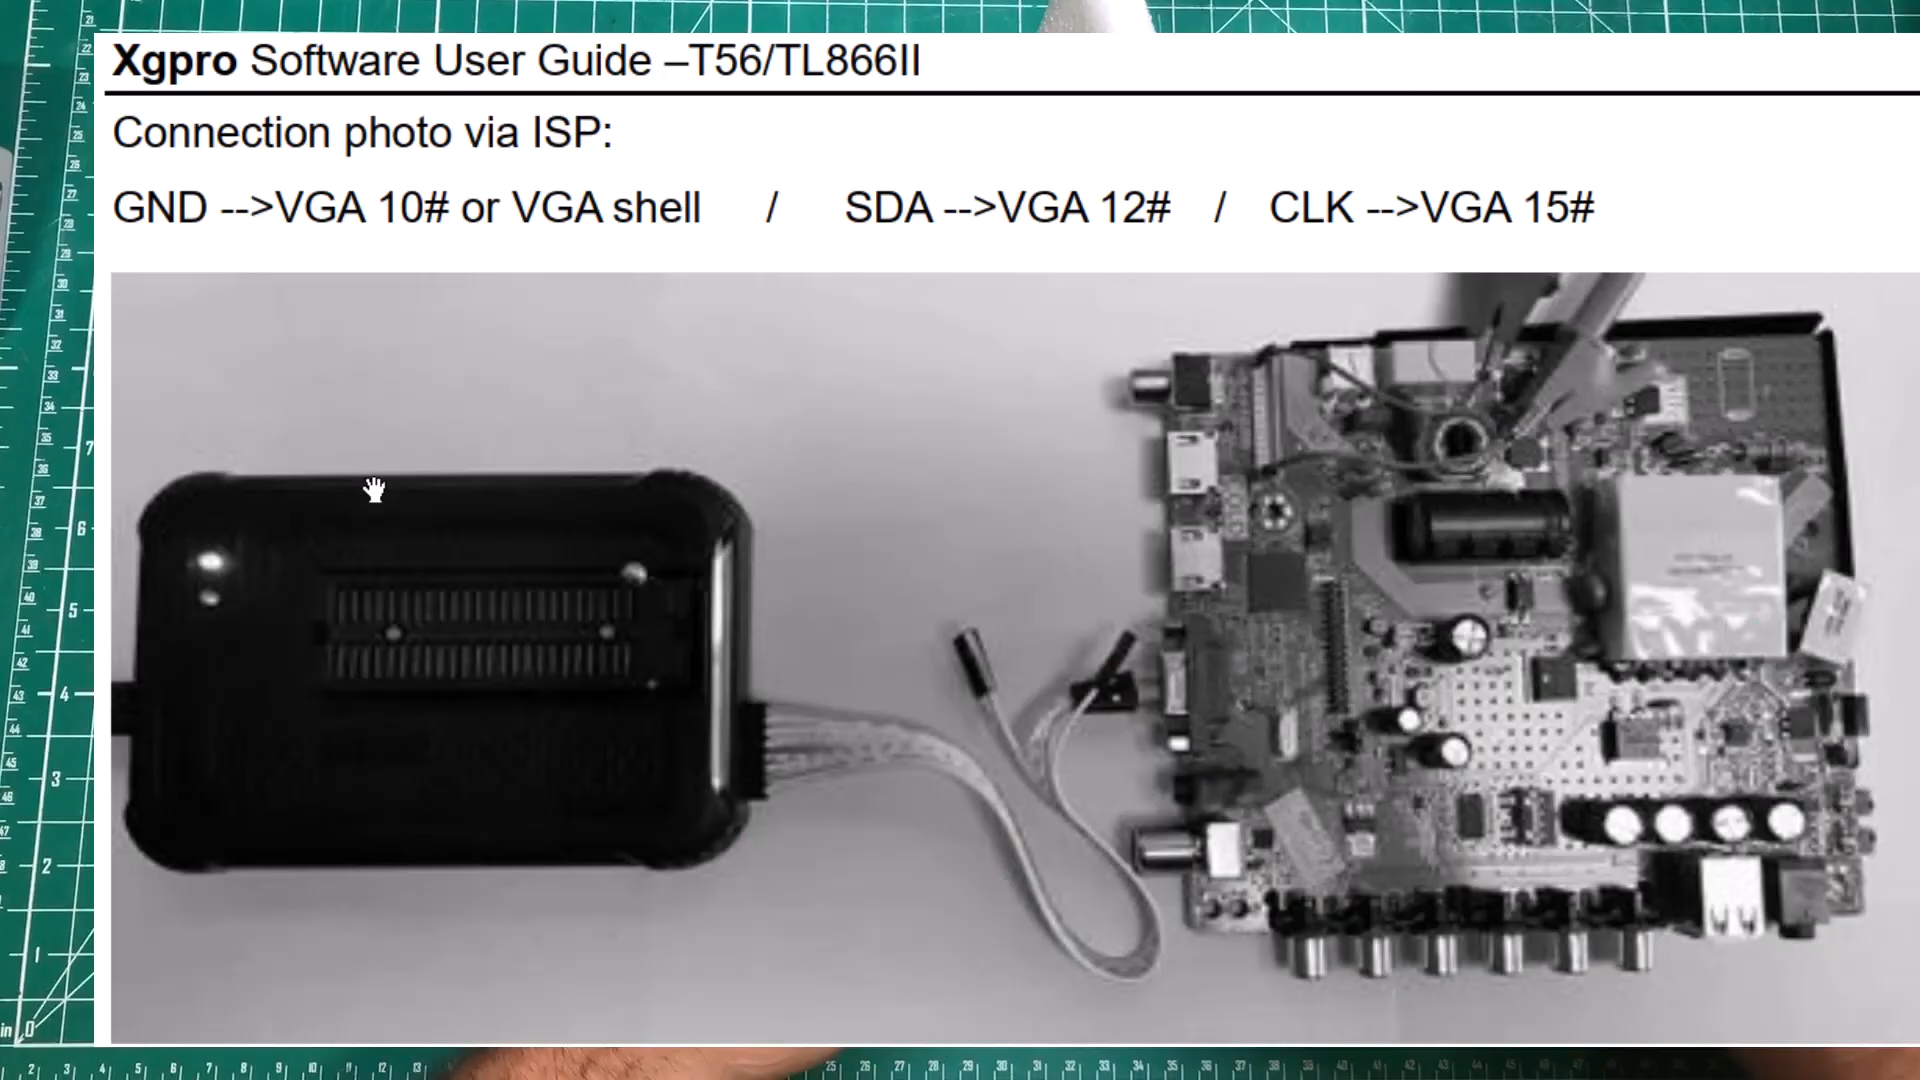 Xgpro Software User Guide –T56/TL866II
Connection photo via ISP:
GND -->VGA 10# or VGA shell / SDA -->VGA 12# / CLK -->VGA 15#